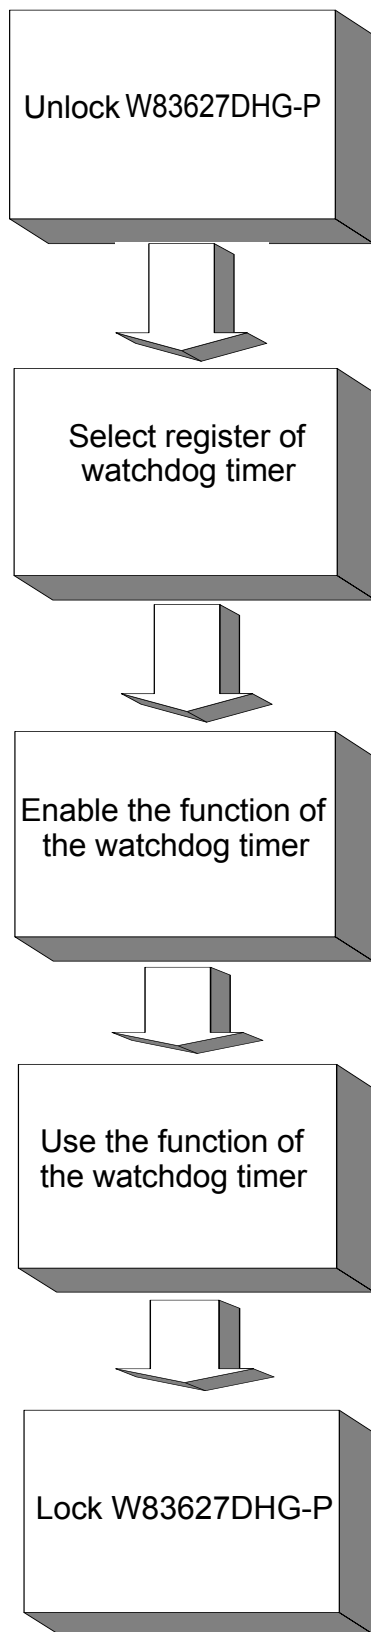 Unlock W83627DHG-P
Select register of
watchdog timer
Enable the function of
the watchdog timer
Use the function of
the watchdog timer
Lock W83627DHG-P